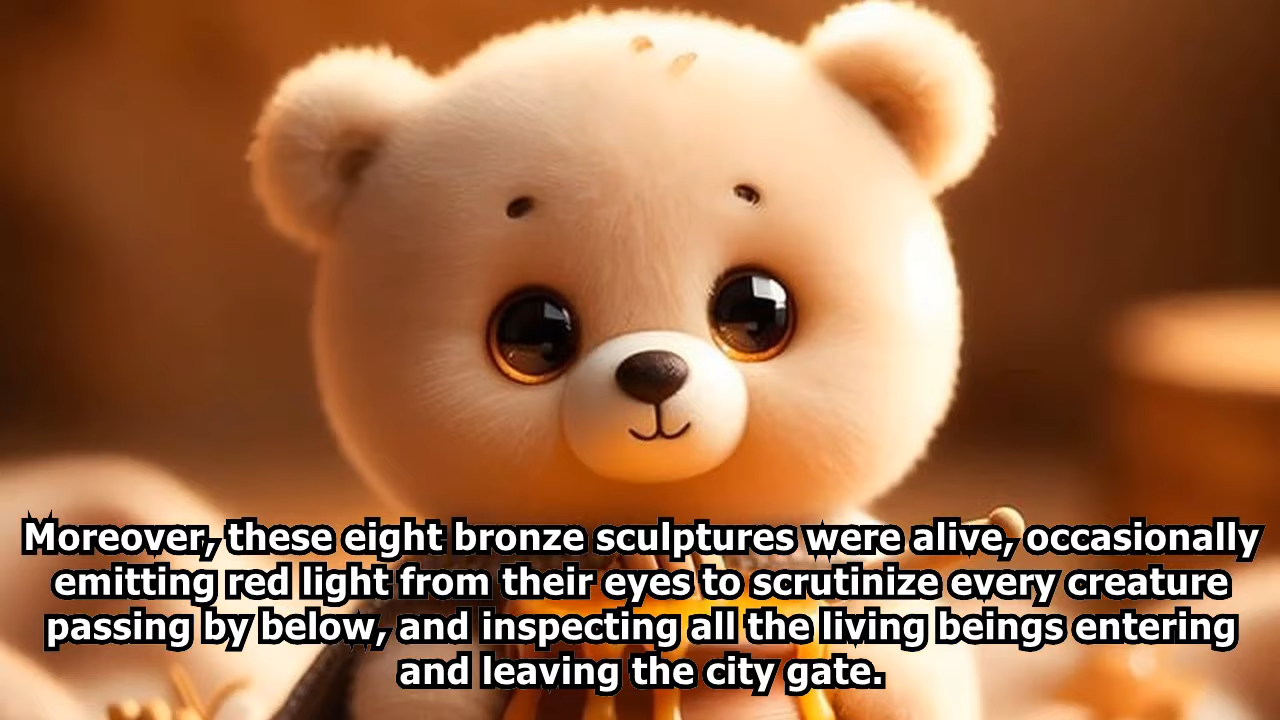 Moreover, these eight bronze sculptures were alive, occasionally
emitting red light from their eyes to scrutinize every creature
passing by below, and inspecting all the living beings entering
and leaving the city gate.